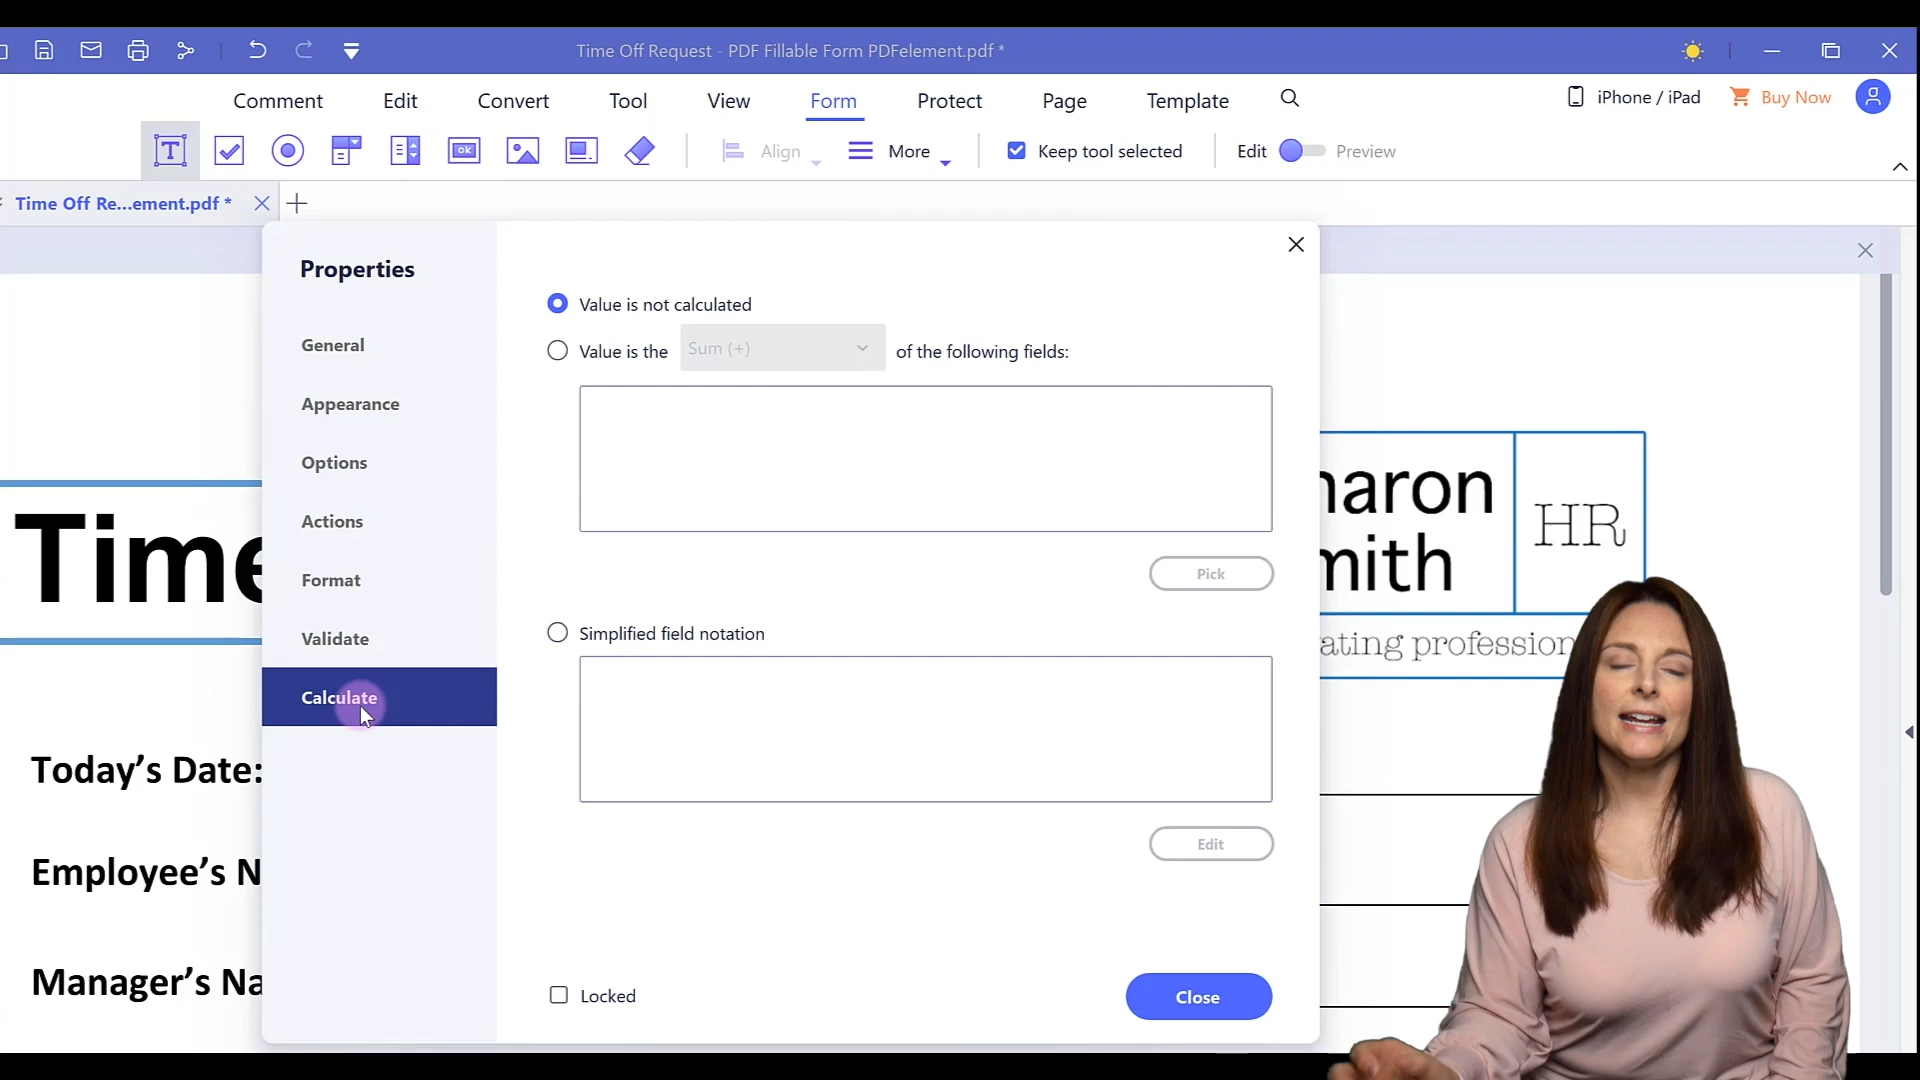 Time Off Request - PDF Fillable Form PDFelement.pdf *
Comment Edit Convert Tool View Form Protect Page Template
iPhone / iPad Buy Now
T OK Align More Keep tool selected Edit Preview
Time Off Re...ement.pdf *
Properties
General
Appearance
Options
Actions
Format
Validate
Calculate
Value is not calculated
Value is the Sum (+) of the following fields:
Pick
Simplified field notation
Edit
Locked
Close
Time
Today's Date:
Employee's N
Manager's Na
haron
mith
HR
ating profession